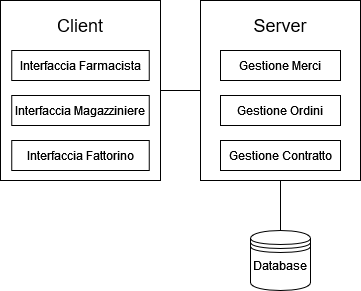 Client
Interfaccia Farmacista
Interfaccia Magazziniere
Interfaccia Fattorino
Server
Gestione Merci
Gestione Ordini
Gestione Contratto
Database